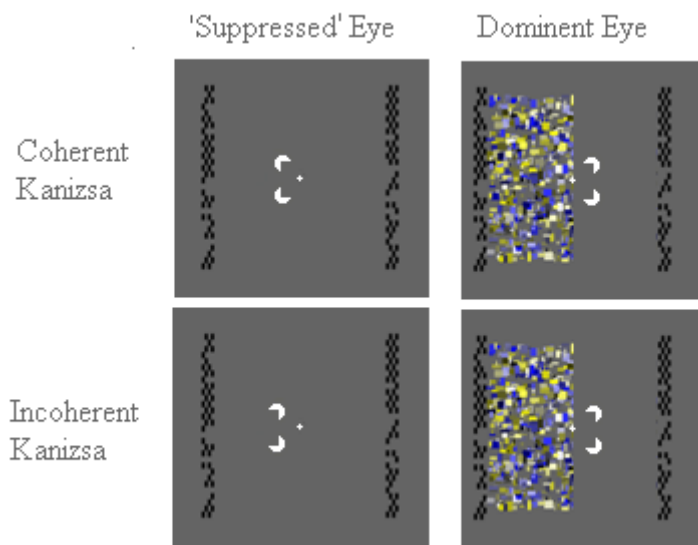 'Suppressed' Eye
Dominent Eye
Coherent
Kanizsa
Incoherent
Kanizsa